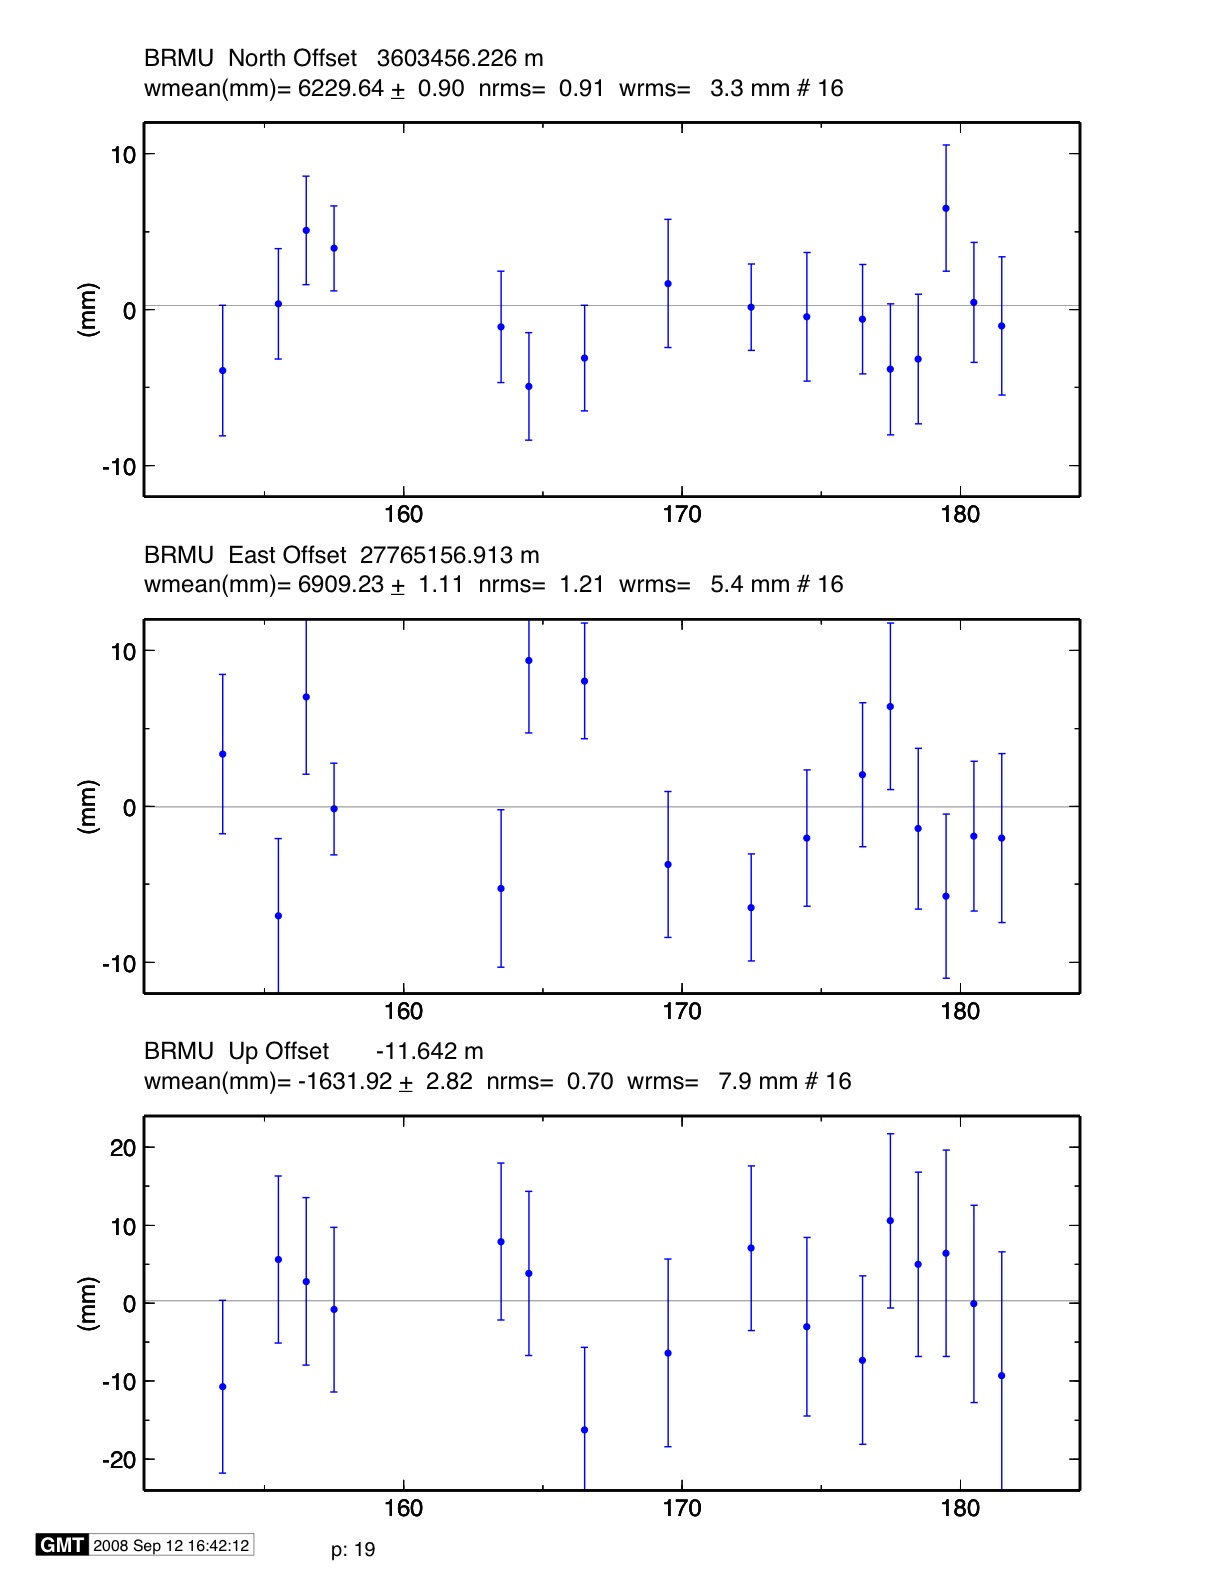 BRMU North Offset 3603456.226 m
wmean(mm)= 6229.64 ± 0.90 nrms= 0.91 wrms= 3.3 mm # 16
10
0
-10
(mm)
160 170 180
BRMU East Offset 27765156.913 m
wmean(mm)= 6909.23 ± 1.11 nrms= 1.21 wrms= 5.4 mm # 16
10
0
-10
(mm)
160 170 180
BRMU Up Offset -11.642 m
wmean(mm)= -1631.92 ± 2.82 nrms= 0.70 wrms= 7.9 mm # 16
20
10
0
-10
-20
(mm)
160 170 180
GMT 2008 Sep 12 16:42:12
p: 19